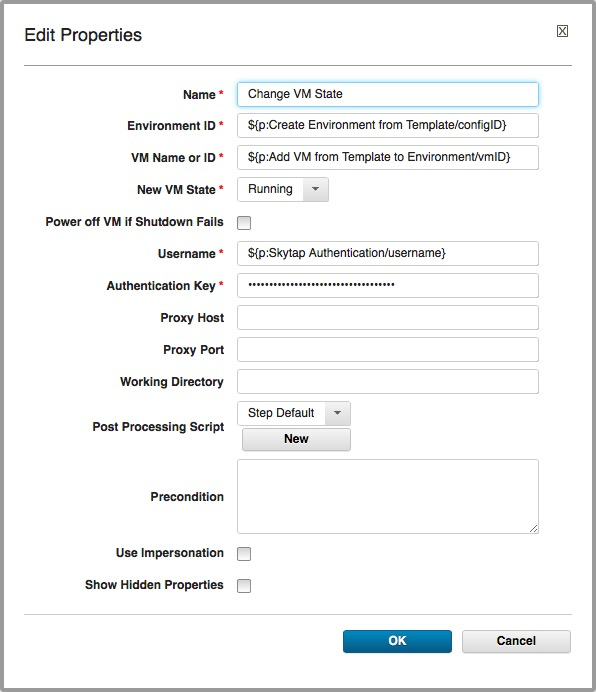 Edit Properties
Name * Change VM State
Environment ID * ${p:Create Environment from Template/configID}
VM Name or ID * ${p:Add VM from Template to Environment/vmID}
New VM State * Running
Power off VM if Shutdown Fails
Username * ${p:Skytap Authentication/username}
Authentication Key * •••••••••••••••••••••••••••••••••••
Proxy Host
Proxy Port
Working Directory
Post Processing Script Step Default
New
Precondition
Use Impersonation
Show Hidden Properties
OK Cancel